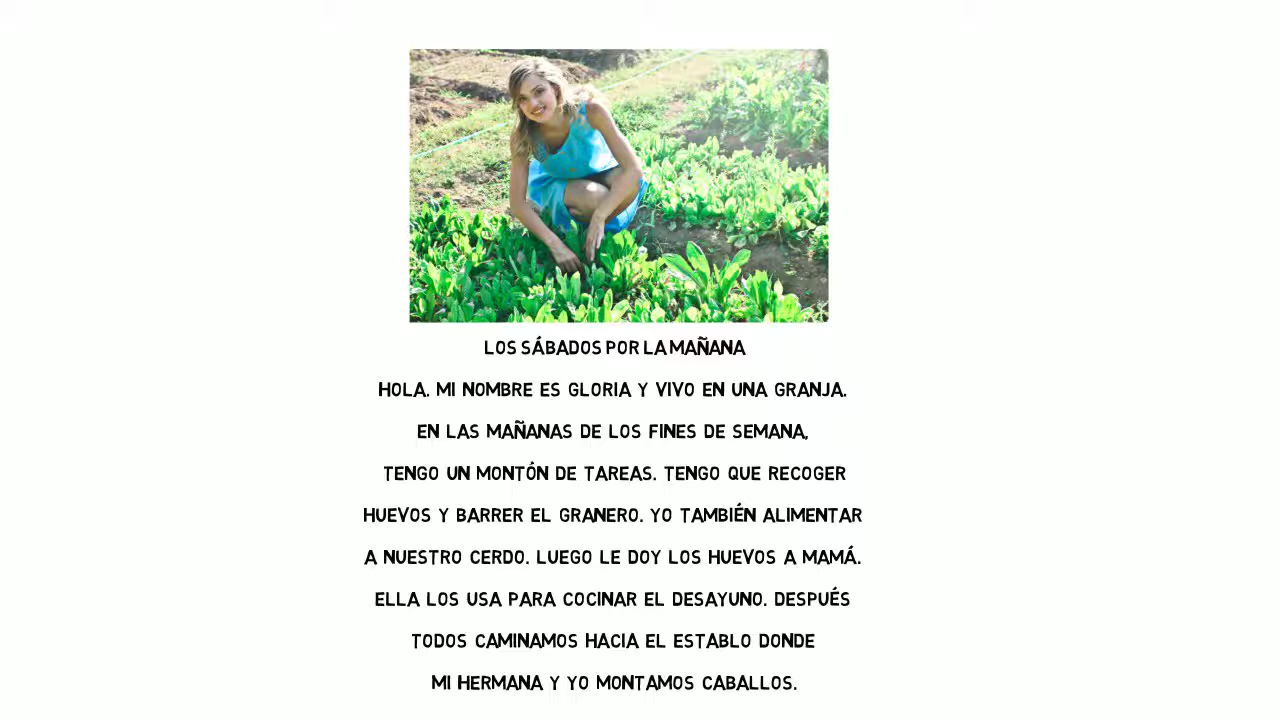 LOS SÁBADOS POR LA MAÑANA
HOLA. MI NOMBRE ES GLORIA Y VIVO EN UNA GRANJA.
EN LAS MAÑANAS DE LOS FINES DE SEMANA,
TENGO UN MONTÓN DE TAREAS. TENGO QUE RECOGER
HUEVOS Y BARRER EL GRANERO. YO TAMBIÉN ALIMENTAR
A NUESTRO CERDO. LUEGO LE DOY LOS HUEVOS A MAMÁ.
ELLA LOS USA PARA COCINAR EL DESAYUNO. DESPUÉS
TODOS CAMINAMOS HACIA EL ESTABLO DONDE
MI HERMANA Y YO MONTAMOS CABALLOS.